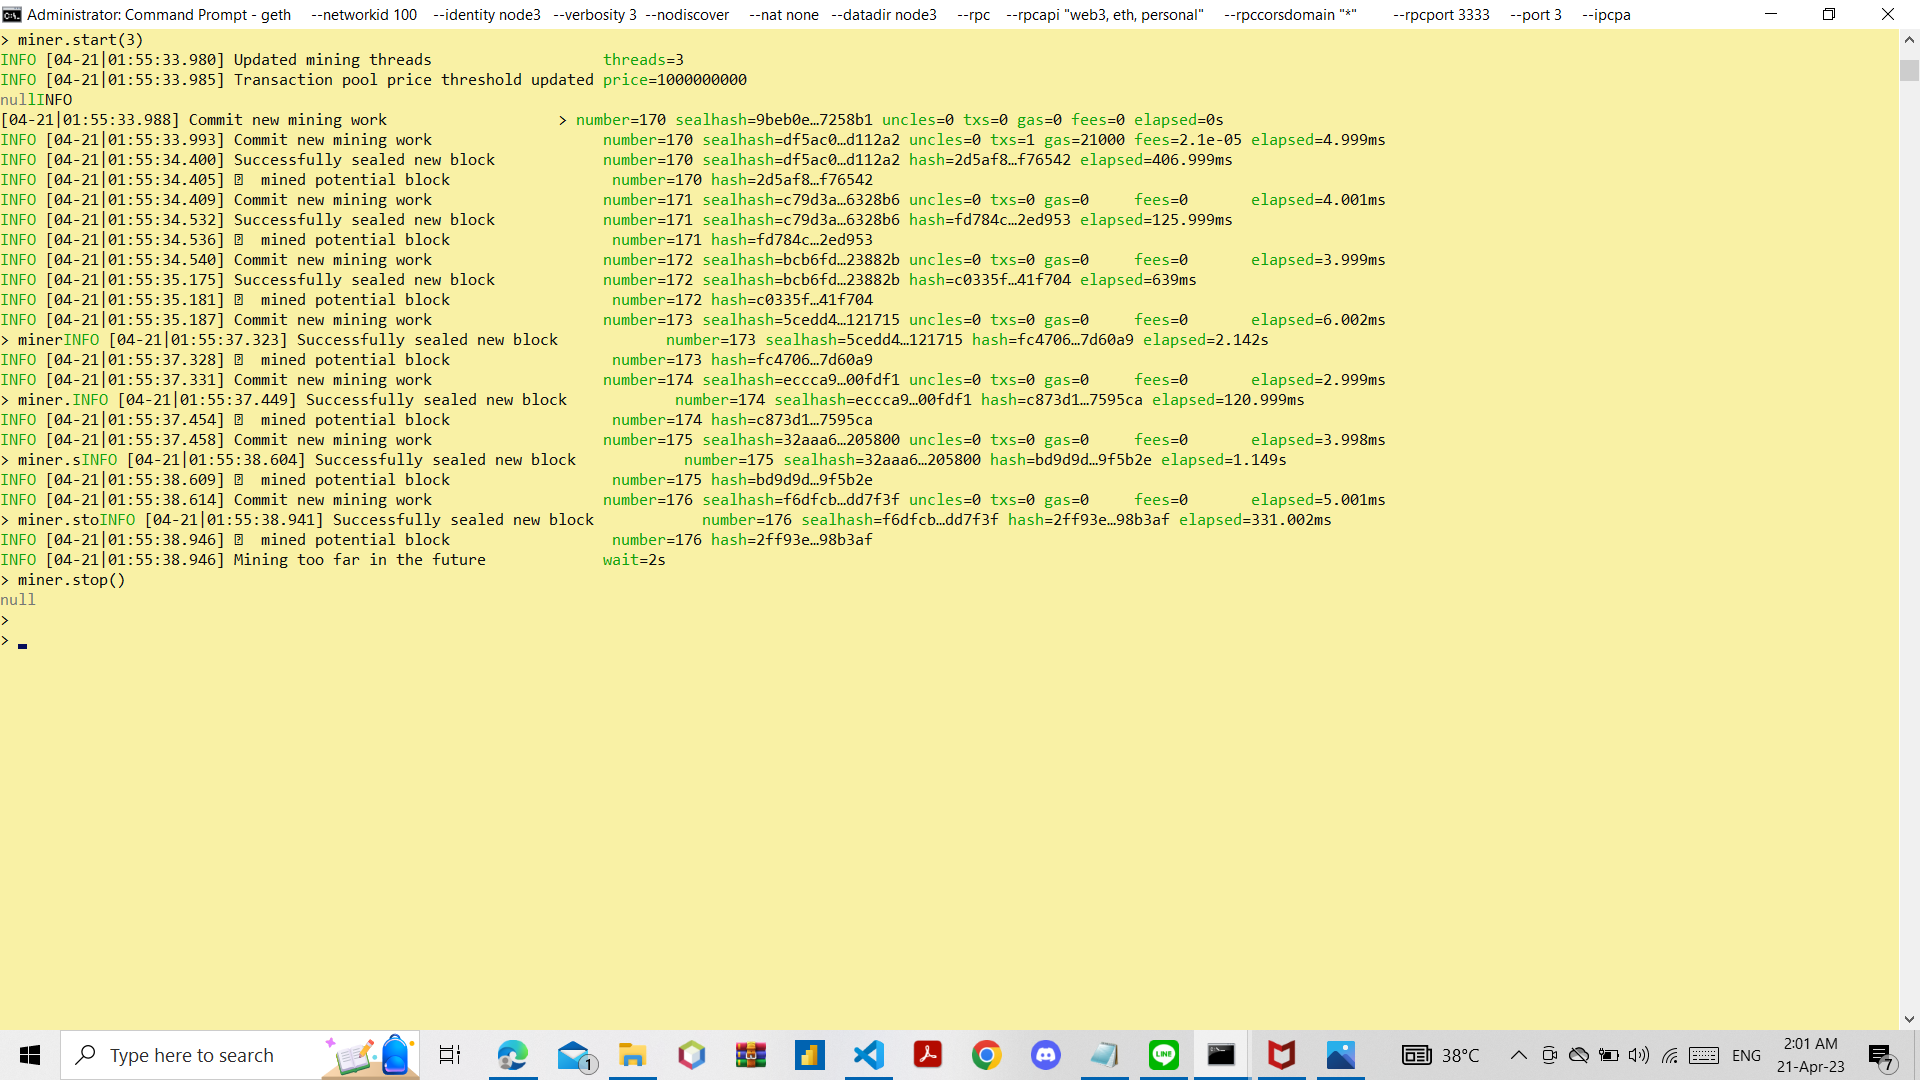 Administrator: Command Prompt - geth --networkid 100 --identity node3 --verbosity 3 --nodiscover --nat none --datadir node3 --rpc --rpcapi "web3, eth, personal" --rpccorsdomain "*" --rpcport 3333 --port 3 --ipcpa
> miner.start(3)
INFO [04-21|01:55:33.980] Updated mining threads threads=3
INFO [04-21|01:55:33.985] Transaction pool price threshold updated price=1000000000
nullINFO
[04-21|01:55:33.988] Commit new mining work > number=170 sealhash=9beb0e…7258b1 uncles=0 txs=0 gas=0 fees=0 elapsed=0s
INFO [04-21|01:55:33.993] Commit new mining work number=170 sealhash=df5ac0…d112a2 uncles=0 txs=1 gas=21000 fees=2.1e-05 elapsed=4.999ms
INFO [04-21|01:55:34.400] Successfully sealed new block number=170 sealhash=df5ac0…d112a2 hash=2d5af8…f76542 elapsed=406.999ms
INFO [04-21|01:55:34.405] mined potential block number=170 hash=2d5af8…f76542
INFO [04-21|01:55:34.409] Commit new mining work number=171 sealhash=c79d3a…6328b6 uncles=0 txs=0 gas=0 fees=0 elapsed=4.001ms
INFO [04-21|01:55:34.532] Successfully sealed new block number=171 sealhash=c79d3a…6328b6 hash=fd784c…2ed953 elapsed=125.999ms
INFO [04-21|01:55:34.536] mined potential block number=171 hash=fd784c…2ed953
INFO [04-21|01:55:34.540] Commit new mining work number=172 sealhash=bcb6fd…23882b uncles=0 txs=0 gas=0 fees=0 elapsed=3.999ms
INFO [04-21|01:55:35.175] Successfully sealed new block number=172 sealhash=bcb6fd…23882b hash=c0335f…41f704 elapsed=639ms
INFO [04-21|01:55:35.181] mined potential block number=172 hash=c0335f…41f704
INFO [04-21|01:55:35.187] Commit new mining work number=173 sealhash=5cedd4…121715 uncles=0 txs=0 gas=0 fees=0 elapsed=6.002ms
> minerINFO [04-21|01:55:37.323] Successfully sealed new block number=173 sealhash=5cedd4…121715 hash=fc4706…7d60a9 elapsed=2.142s
INFO [04-21|01:55:37.328] mined potential block number=173 hash=fc4706…7d60a9
INFO [04-21|01:55:37.331] Commit new mining work number=174 sealhash=eccca9…00fdf1 uncles=0 txs=0 gas=0 fees=0 elapsed=2.999ms
> miner.INFO [04-21|01:55:37.449] Successfully sealed new block number=174 sealhash=eccca9…00fdf1 hash=c873d1…7595ca elapsed=120.999ms
INFO [04-21|01:55:37.454] mined potential block number=174 hash=c873d1…7595ca
INFO [04-21|01:55:37.458] Commit new mining work number=175 sealhash=32aaa6…205800 uncles=0 txs=0 gas=0 fees=0 elapsed=3.998ms
> miner.sINFO [04-21|01:55:38.604] Successfully sealed new block number=175 sealhash=32aaa6…205800 hash=bd9d9d…9f5b2e elapsed=1.149s
INFO [04-21|01:55:38.609] mined potential block number=175 hash=bd9d9d…9f5b2e
INFO [04-21|01:55:38.614] Commit new mining work number=176 sealhash=f6dfcb…dd7f3f uncles=0 txs=0 gas=0 fees=0 elapsed=5.001ms
> miner.stoINFO [04-21|01:55:38.941] Successfully sealed new block number=176 sealhash=f6dfcb…dd7f3f hash=2ff93e…98b3af elapsed=331.002ms
INFO [04-21|01:55:38.946] mined potential block number=176 hash=2ff93e…98b3af
INFO [04-21|01:55:38.946] Mining too far in the future wait=2s
> miner.stop()
null
>
>
Type here to search
1
LINE
38°C
ENG
2:01 AM
21-Apr-23
7